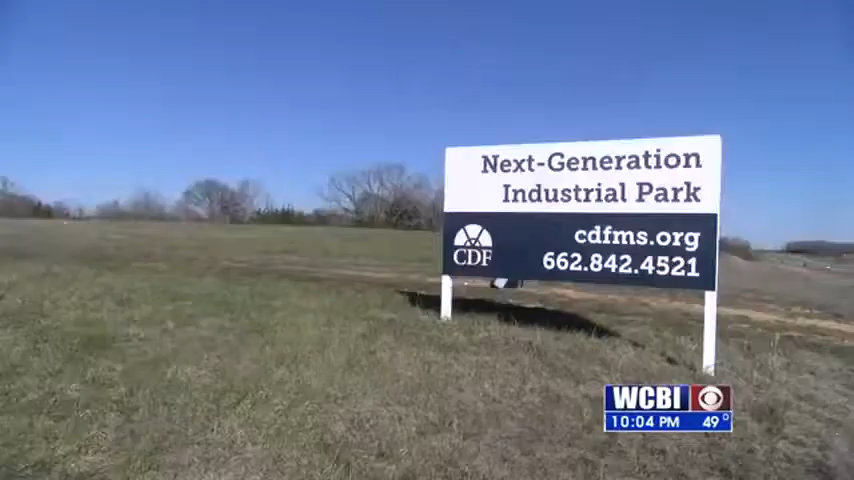 Next-Generation
Industrial Park
CDF
cdfms.org
662.842.4521
WCBI
10:04 PM 49°